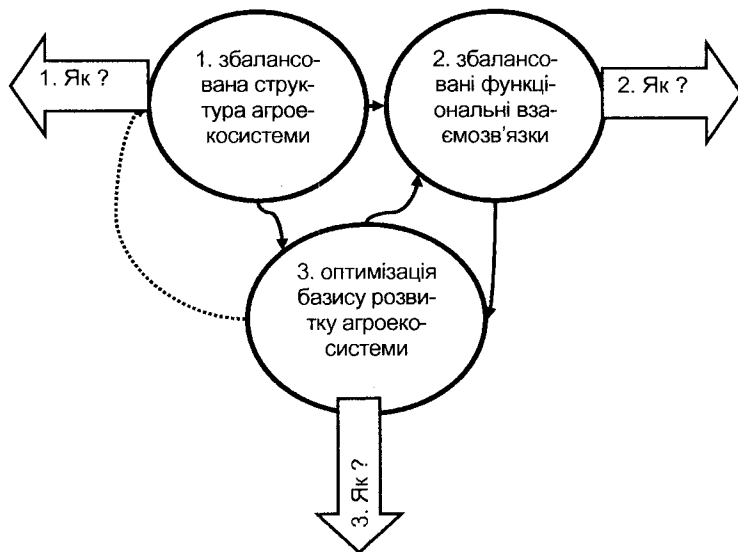 1. Як ?
1. збалансо-
вана струк-
тура агрое-
косистеми
2. збалансо-
вані функці-
ональні вза-
ємозв'язки
2. Як ?
3. оптимізація
базису розви-
тку агроеко-
системи
3. Як ?